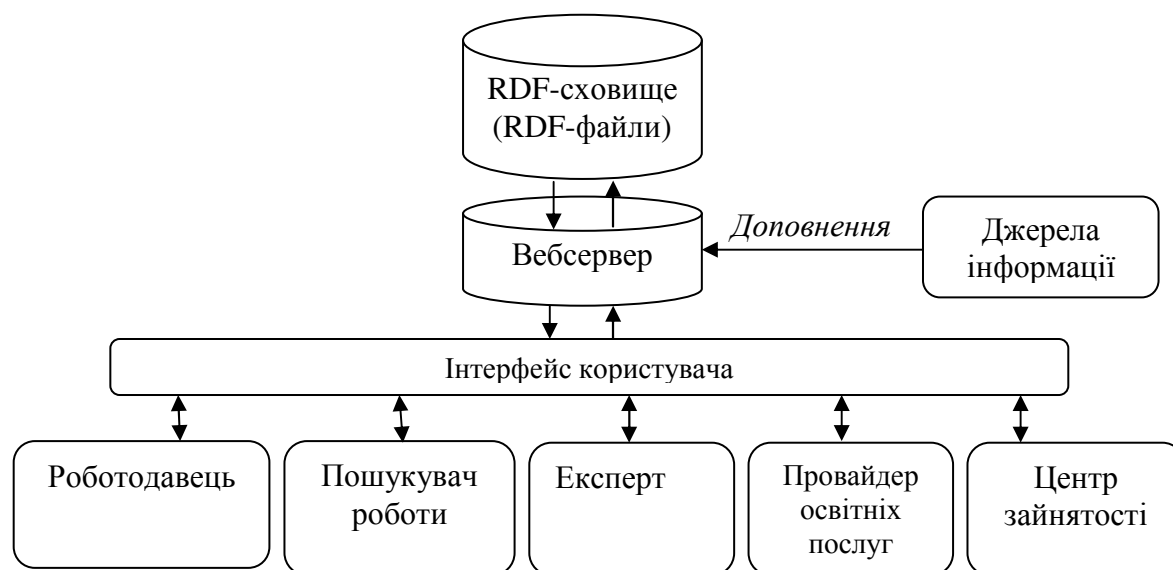 RDF-сховище
(RDF-файли)
Вебсервер
Доповнення
Джерела
інформації
Інтерфейс користувача
Роботодавець
Пошукувач
роботи
Експерт
Провайдер
освітніх
послуг
Центр
зайнятості